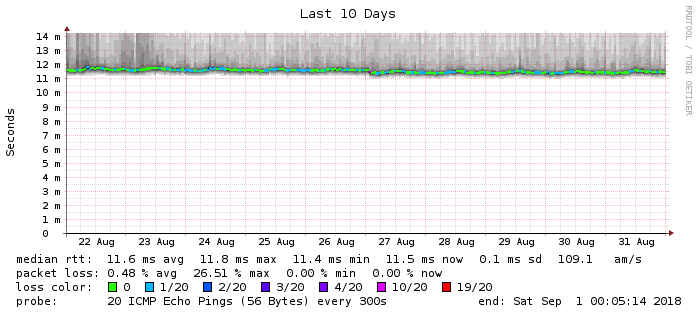 Last 10 Days
RRDTOOL / TOBI OETIKER
Seconds
14 m
13 m
12 m
11 m
10 m
9 m
8 m
7 m
6 m
5 m
4 m
3 m
2 m
1 m
0
22 Aug 23 Aug 24 Aug 25 Aug 26 Aug 27 Aug 28 Aug 29 Aug 30 Aug 31 Aug
median rtt: 11.6 ms avg 11.8 ms max 11.4 ms min 11.5 ms now 0.1 ms sd 109.1 am/s
packet loss: 0.48 % avg 26.51 % max 0.00 % min 0.00 % now
loss color: 0 1/20 2/20 3/20 4/20 10/20 19/20
probe: 20 ICMP Echo Pings (56 Bytes) every 300s end: Sat Sep 1 00:05:14 2018